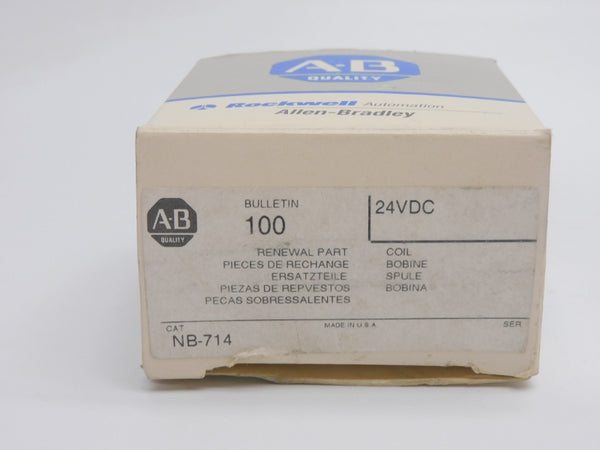 A·B
QUALITY
Rockwell Automation
Allen-Bradley
A·B
QUALITY
BULLETIN
100
24VDC
RENEWAL PART
PIECES DE RECHANGE
ERSATZTEILE
PIEZAS DE REPVESTOS
PECAS SOBRESSALENTES
COIL
BOBINE
SPULE
BOBINA
CAT
NB-714
MADE IN U.S.A
SER